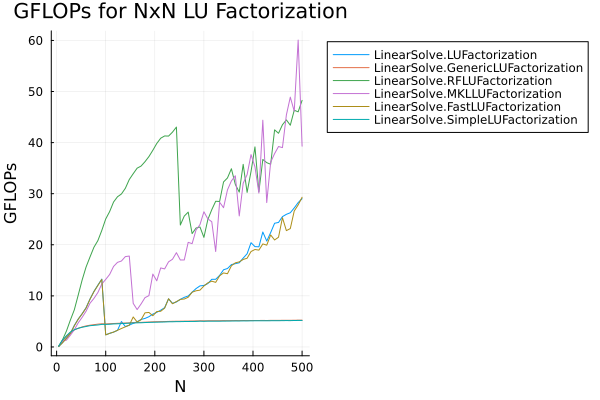 GFLOPs for NxN LU Factorization
LinearSolve.LUFactorization
LinearSolve.GenericLUFactorization
LinearSolve.RFLUFactorization
LinearSolve.MKLLUFactorization
LinearSolve.FastLUFactorization
LinearSolve.SimpleLUFactorization
GFLOPs
60
50
40
30
20
10
0
0 100 200 300 400 500
N